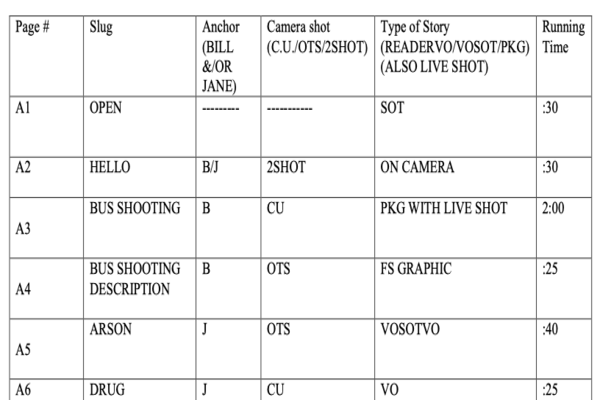 Page # Slug Anchor Camera shot Type of Story Running
(BILL (C.U./OTS/2SHOT) (READERVO/VOSOT/PKG) Time
&/OR (ALSO LIVE SHOT)
JANE)
A1 OPEN --------- ----------- SOT :30
A2 HELLO B/J 2SHOT ON CAMERA :30
BUS SHOOTING B CU PKG WITH LIVE SHOT 2:00
A3
BUS SHOOTING B OTS FS GRAPHIC :25
A4 DESCRIPTION
ARSON J OTS VOSOTVO :40
A5
A6 DRUG J CU VO :25